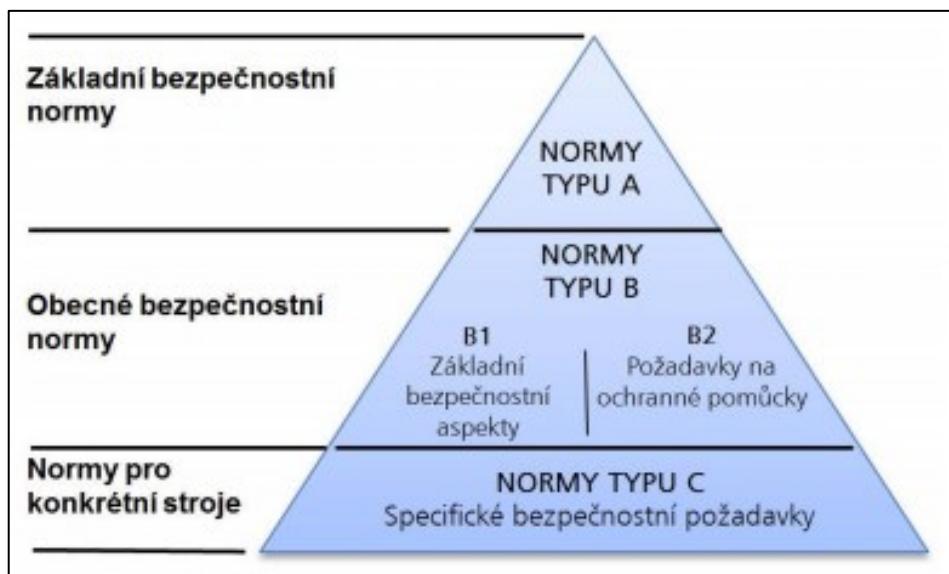 Základní bezpečnostní
normy
NORMY
TYPU A
Obecné bezpečnostní
normy
NORMY
TYPU B
B1
Základní
bezpečnostní
aspekty
B2
Požadavky na
ochranné pomůcky
Normy pro
konkrétní stroje
NORMY TYPU C
Specifické bezpečnostní požadavky